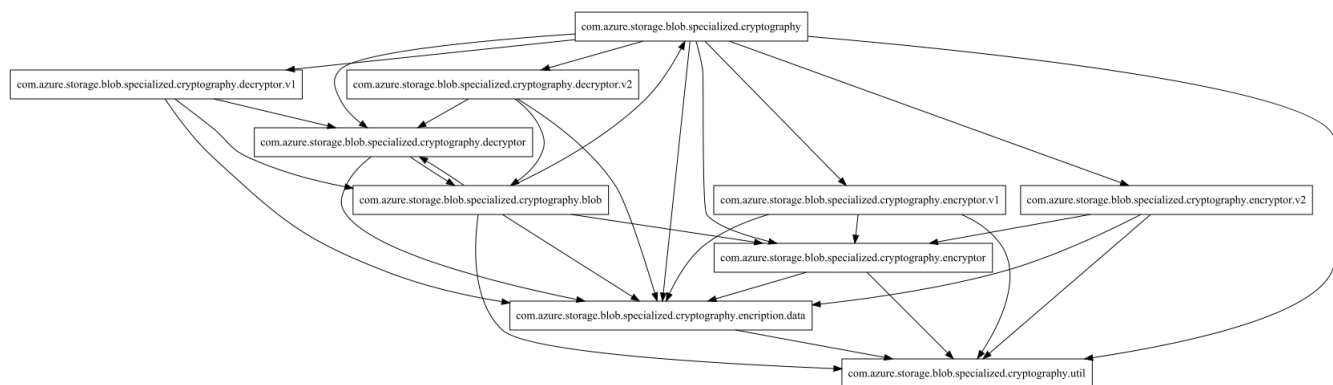 com.azure.storage.blob.specialized.cryptography
com.azure.storage.blob.specialized.cryptography.decryptor.v1
com.azure.storage.blob.specialized.cryptography.decryptor.v2
com.azure.storage.blob.specialized.cryptography.decryptor
com.azure.storage.blob.specialized.cryptography.blob
com.azure.storage.blob.specialized.cryptography.encryptor.v1
com.azure.storage.blob.specialized.cryptography.encryptor.v2
com.azure.storage.blob.specialized.cryptography.encryptor
com.azure.storage.blob.specialized.cryptography.encription.data
com.azure.storage.blob.specialized.cryptography.util